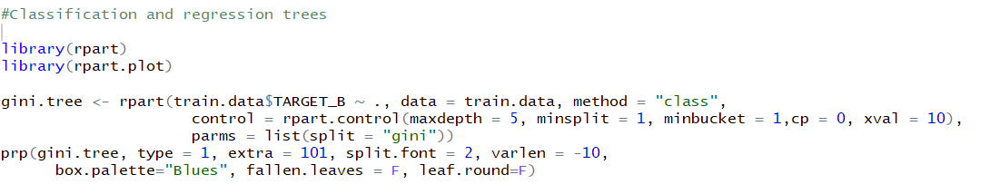 #Classification and regression trees
library(rpart)
library(rpart.plot)
gini.tree <- rpart(train.data$TARGET_B ~ ., data = train.data, method = "class",
control = rpart.control(maxdepth = 5, minsplit = 1, minbucket = 1,cp = 0, xval = 10),
parms = list(split = "gini"))
prp(gini.tree, type = 1, extra = 101, split.font = 2, varlen = -10,
box.palette="Blues", fallen.leaves = F, leaf.round=F)